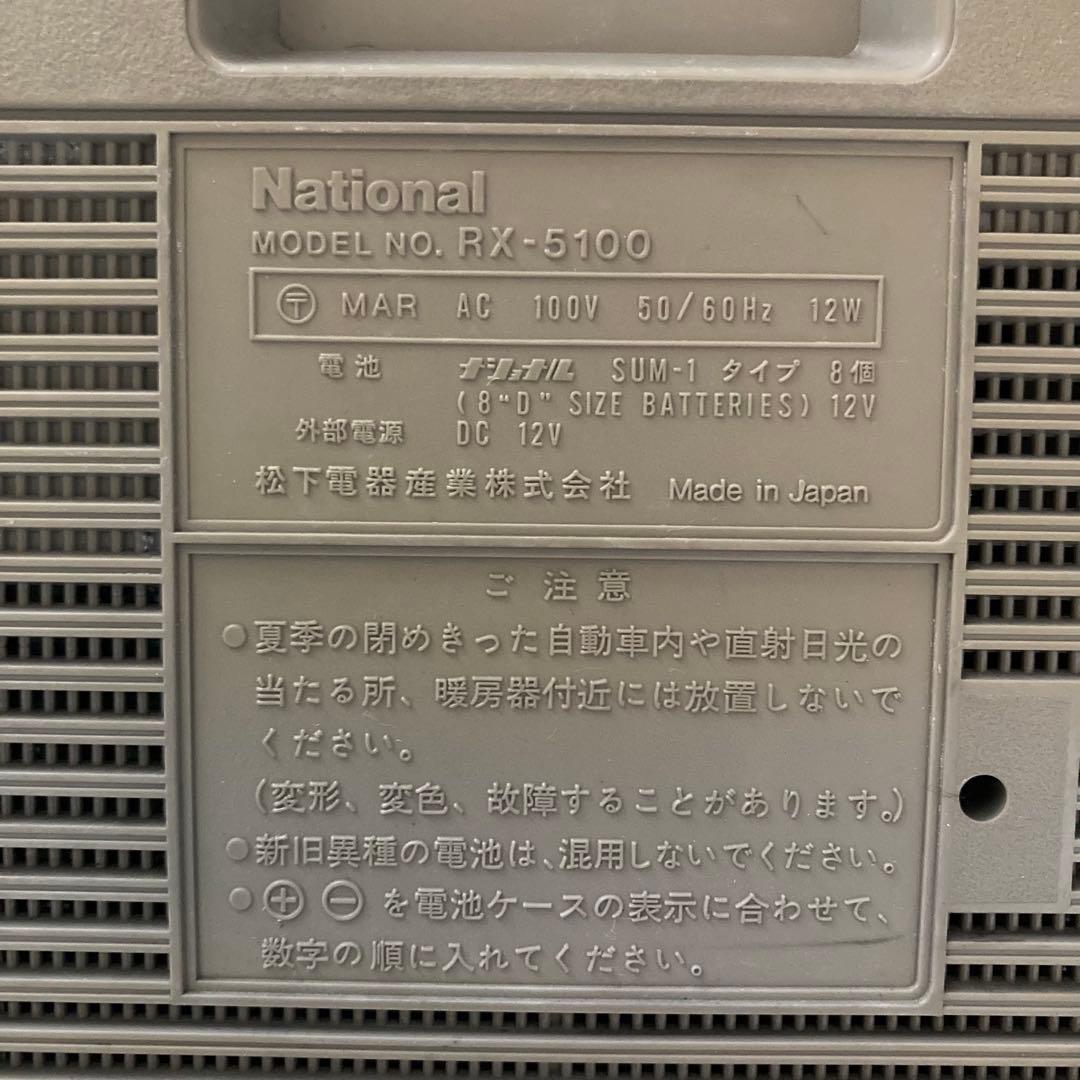 National
MODEL NO. RX-5100
〒 MAR AC 100V 50/60Hz 12W
電池 ナショナル SUM-1 タイプ 8個
(8 "D" SIZE BATTERIES) 12V
外部電源 DC 12V
松下電器産業株式会社 Made in Japan
ご注意
●夏季の閉めきった自動車内や直射日光の
当たる所、暖房器付近には放置しないで
ください。
(変形、変色、故障することがあります。)
●新旧異種の電池は、混用しないでください。
●⊕ ⊖ を電池ケースの表示に合わせて、
数字の順に入れてください。